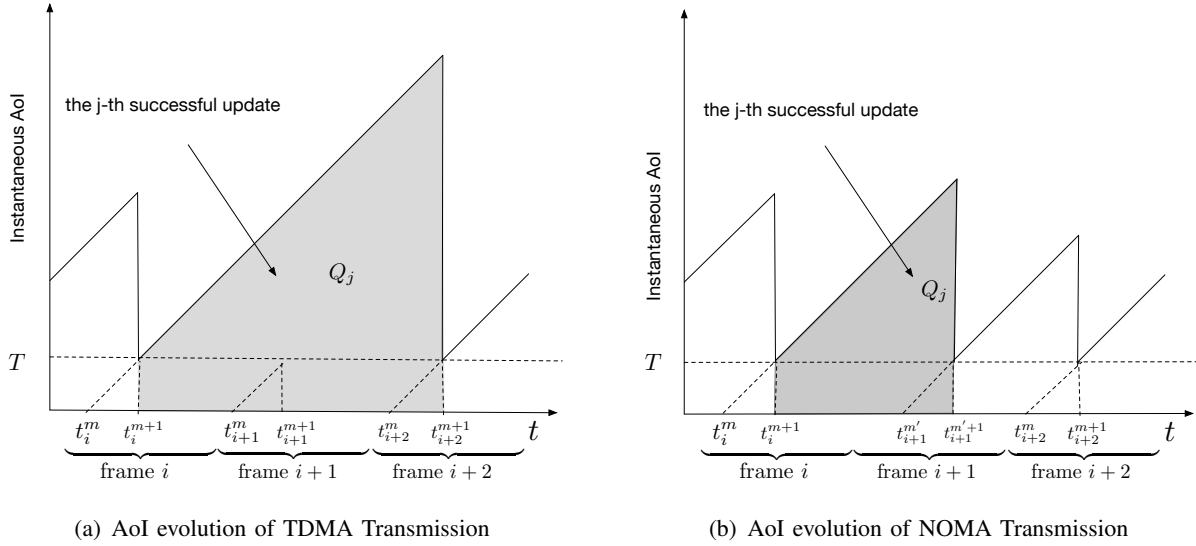 Instantaneous AoI
the j-th successful update
Q_j
T
t_i^m t_i^{m+1} t_{i+1}^m t_{i+1}^{m+1} t_{i+2}^m t_{i+2}^{m+1} t
frame i frame i + 1 frame i + 2
(a) AoI evolution of TDMA Transmission
Instantaneous AoI
the j-th successful update
Q_j
T
t_i^m t_i^{m+1} t_{i+1}^{m'} t_{i+1}^{m'+1} t_{i+2}^m t_{i+2}^{m+1} t
frame i frame i + 1 frame i + 2
(b) AoI evolution of NOMA Transmission